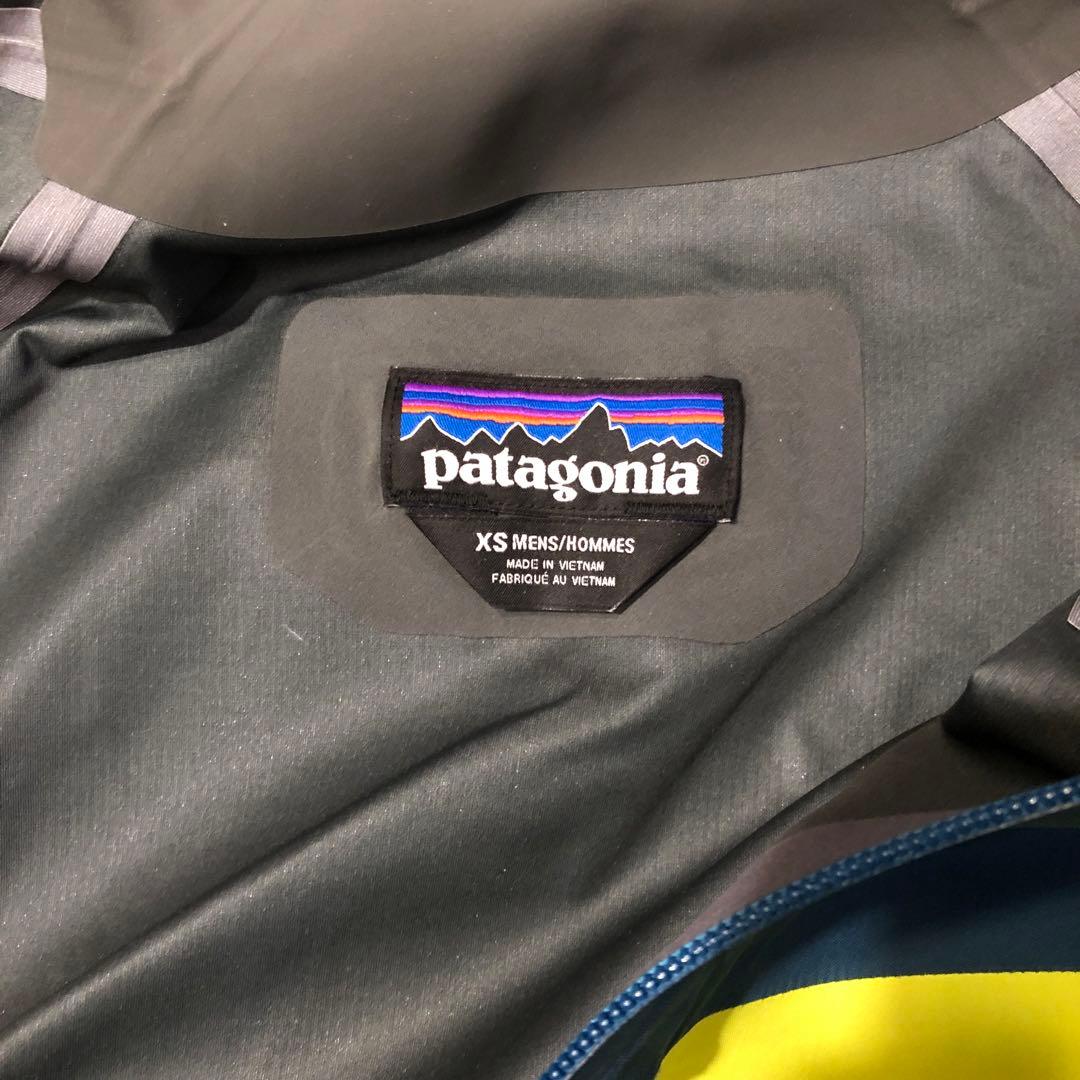 patagonia®
XS MENS/HOMMES
MADE IN VIETNAM
FABRIQUÉ AU VIETNAM